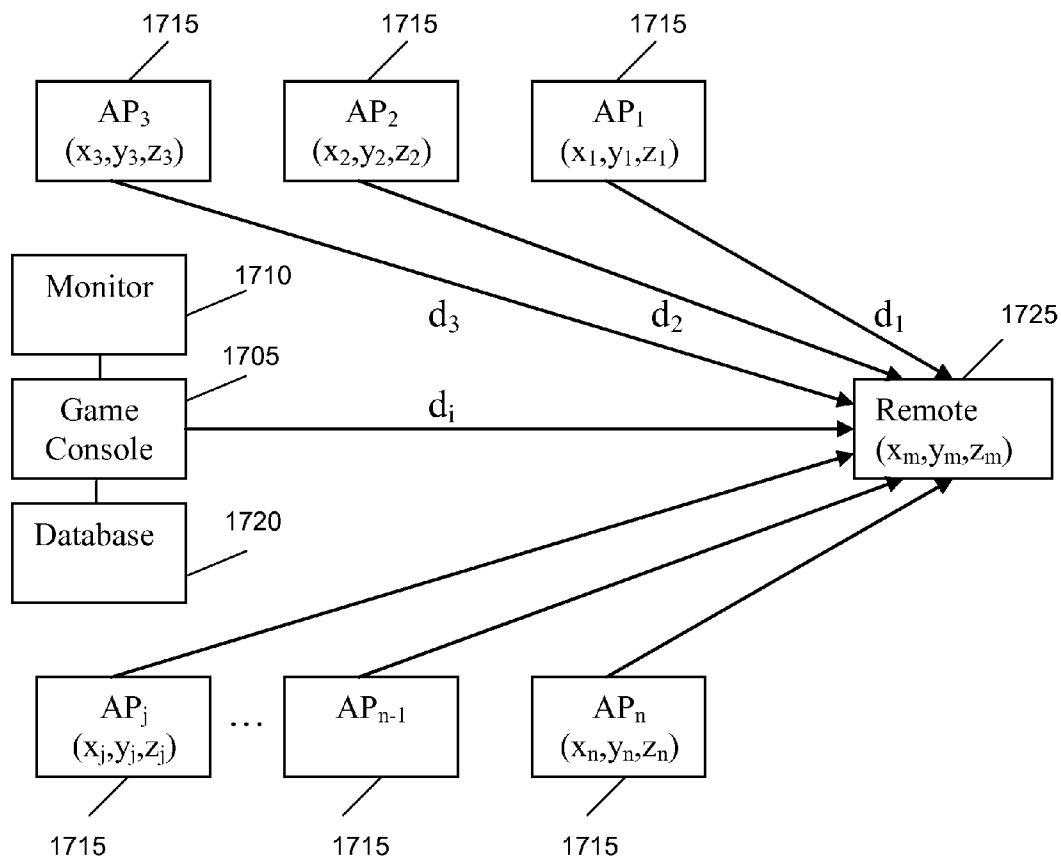 1715
1715
1715
AP₃
(x₃,y₃,z₃)
AP₂
(x₂,y₂,z₂)
AP₁
(x₁,y₁,z₁)
Monitor
1710
d₃
d₂
d₁
1725
1705
Game
Console
dᵢ
Remote
(xₘ,yₘ,zₘ)
Database
1720
APⱼ
(xⱼ,yⱼ,zⱼ)
...
APₙ₋₁
APₙ
(xₙ,yₙ,zₙ)
1715
1715
1715